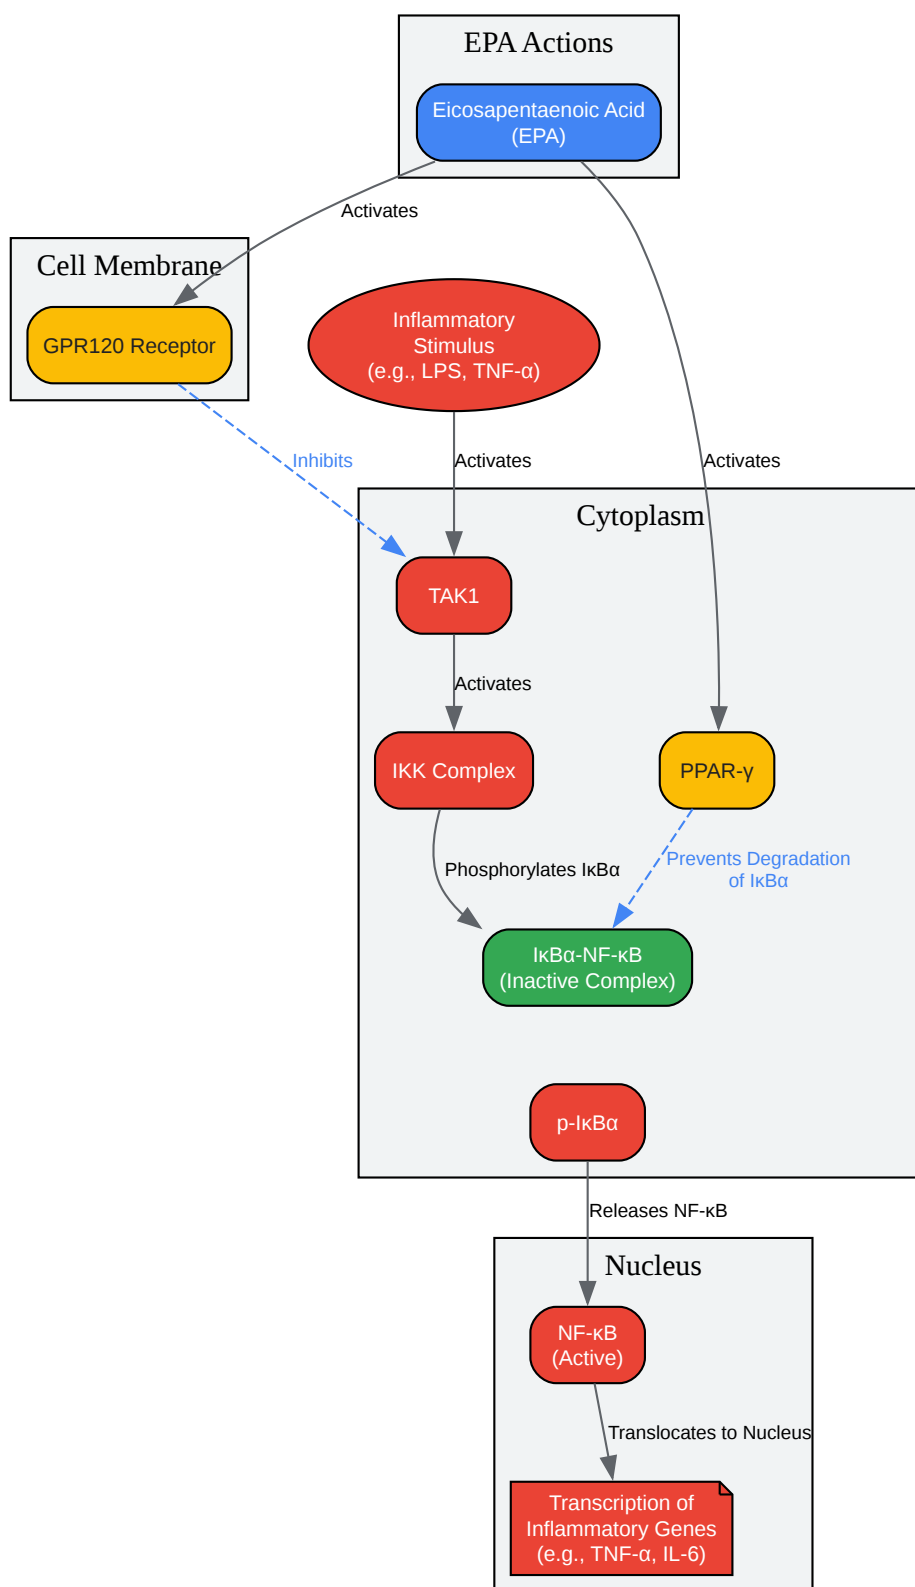 EPA Actions
Eicosapentaenoic Acid
(EPA)
Activates
Cell Membrane
GPR120 Receptor
Inflammatory
Stimulus
(e.g., LPS, TNF-α)
Inhibits
Activates
Activates
Cytoplasm
TAK1
Activates
IKK Complex
PPAR-γ
Phosphorylates IκBα
Prevents Degradation
of IκBα
IκBα-NF-κB
(Inactive Complex)
p-IκBα
Releases NF-κB
Nucleus
NF-κB
(Active)
Translocates to Nucleus
Transcription of
Inflammatory Genes
(e.g., TNF-α, IL-6)